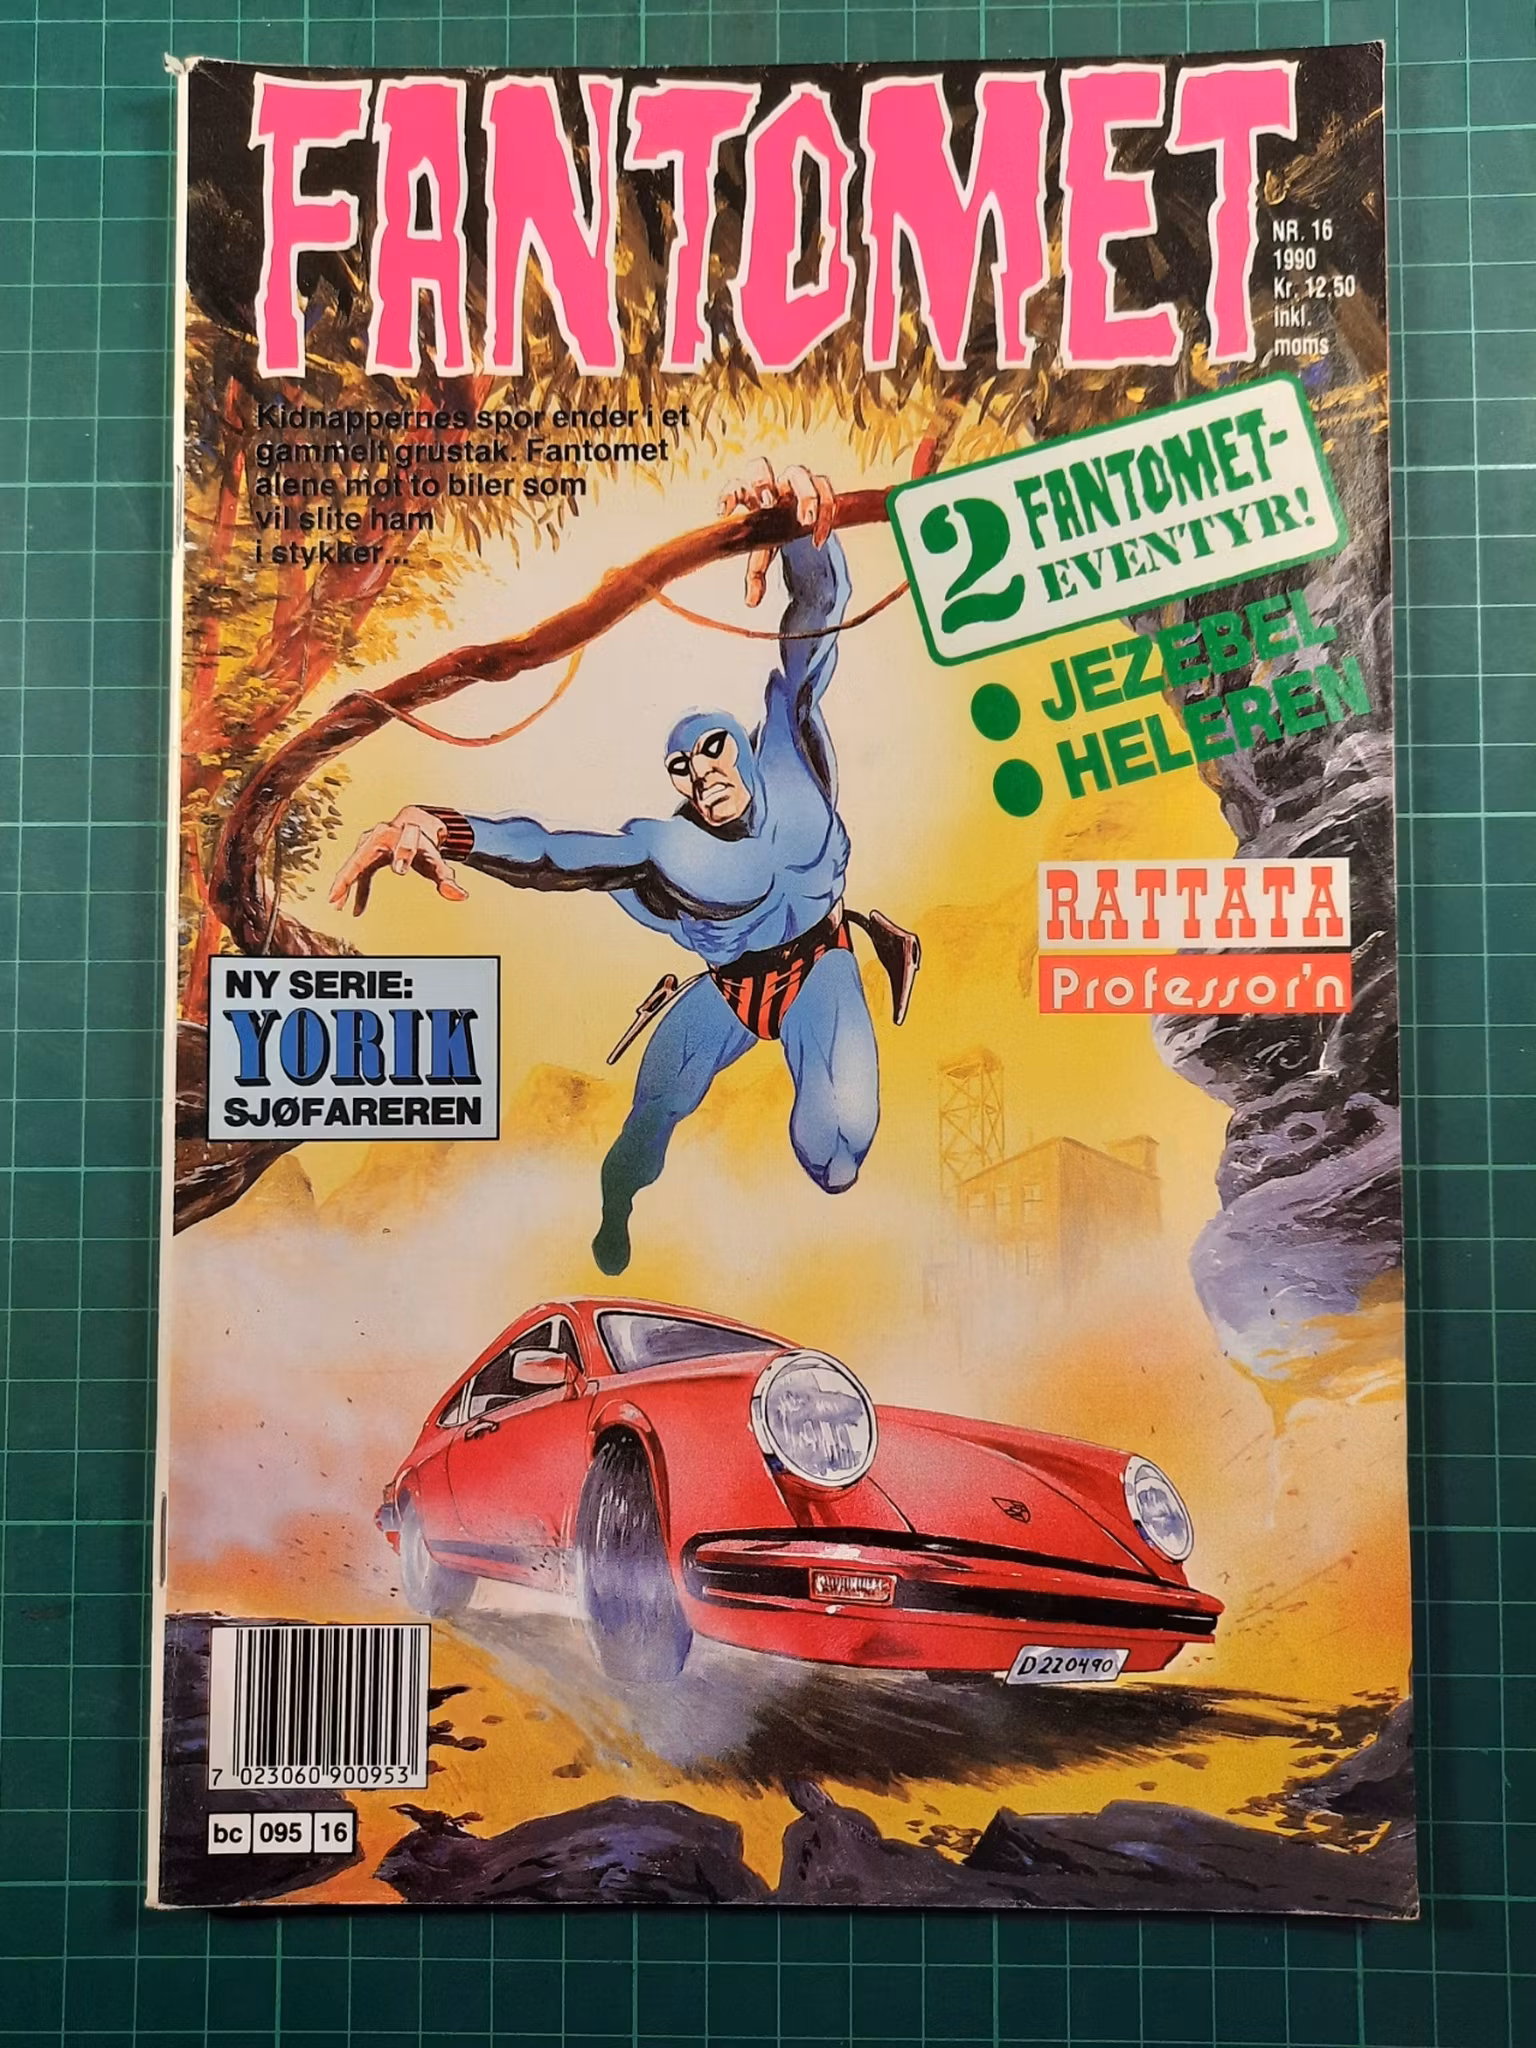 FANTOMET
NR. 16
1990
Kr. 12,50
inkl.
moms
Kidnappernes spor ender i et
gammelt grustak. Fantomet
alene mot to biler som
vil slite ham
i stykker...
2 FANTOMET-
EVENTYR!
● JEZEBEL
● HELEREN
RATTATA
Professor'n
NY SERIE:
YORIK
SJØFAREREN
D220490
7 023060 900953
bc 095 16